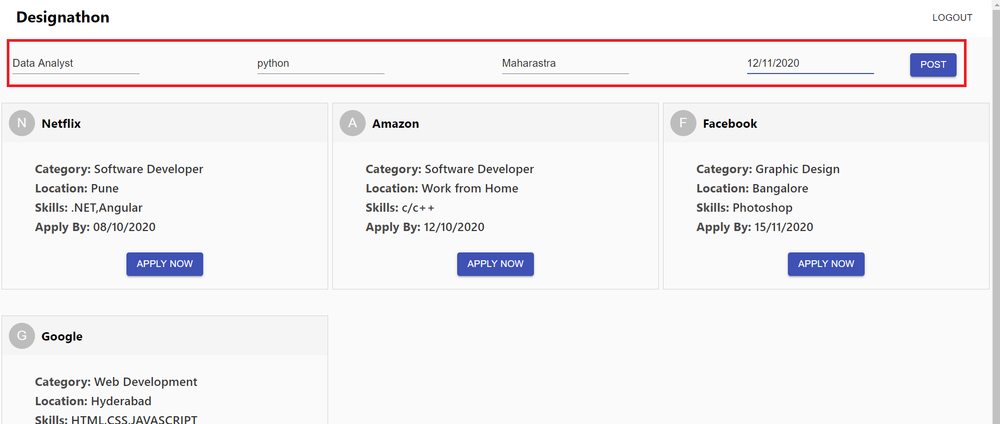 Designathon
LOGOUT
Data Analyst
python
Maharastra
12/11/2020
POST
N
Netflix
Category: Software Developer
Location: Pune
Skills: .NET,Angular
Apply By: 08/10/2020
APPLY NOW
A
Amazon
Category: Software Developer
Location: Work from Home
Skills: c/c++
Apply By: 12/10/2020
APPLY NOW
F
Facebook
Category: Graphic Design
Location: Bangalore
Skills: Photoshop
Apply By: 15/11/2020
APPLY NOW
G
Google
Category: Web Development
Location: Hyderabad
Skills: HTML,CSS,JAVASCRIPT